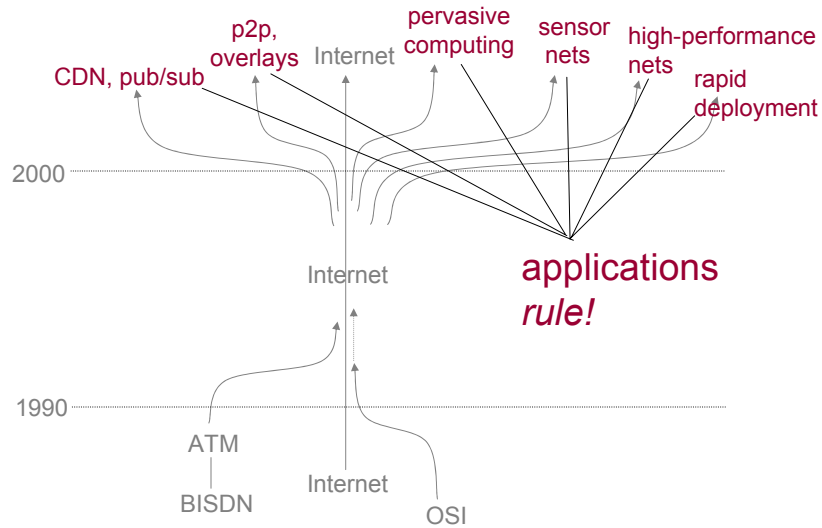 p2p,
overlays
Internet
pervasive
computing
sensor
nets
high-performance
nets
CDN, pub/sub
rapid
deployment
2000
Internet
applications
rule!
1990
ATM
BISDN
Internet
OSI